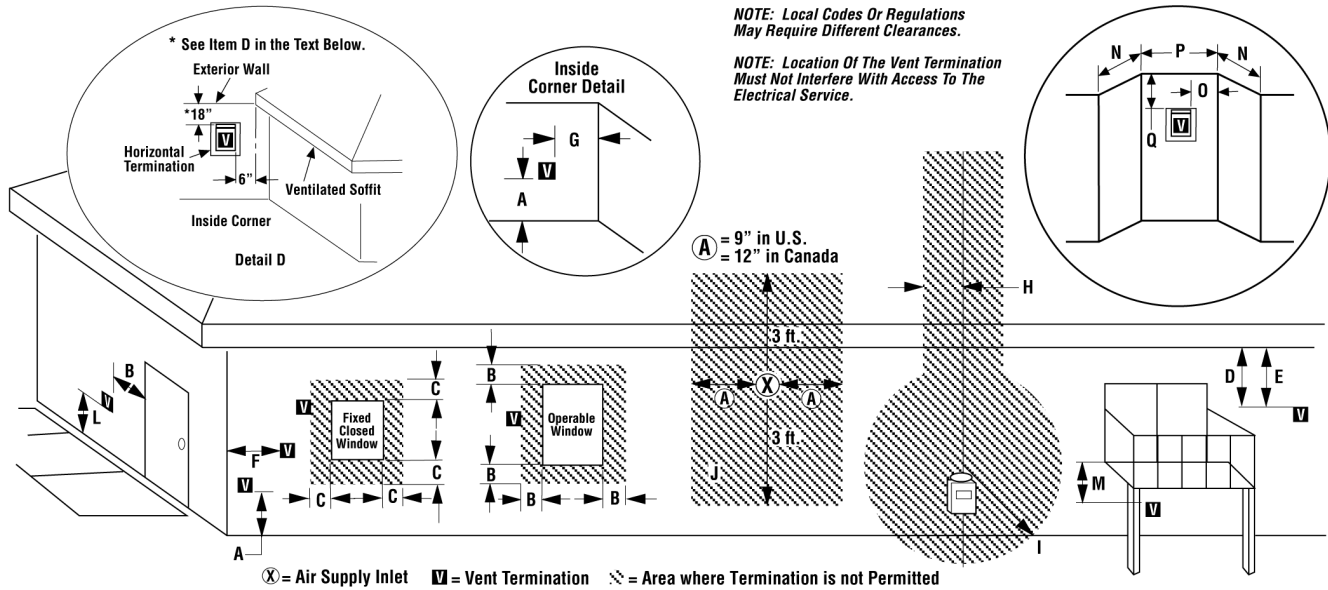 NOTE: Local Codes Or Regulations
May Require Different Clearances.
NOTE: Location Of The Vent Termination
Must Not Interfere With Access To The
Electrical Service.
* See Item D in the Text Below.
Exterior Wall
*18"
V
Horizontal
Termination
6"
Ventilated Soffit
Inside Corner
Detail D
Inside
Corner Detail
G
V
A
N P N
O
V
Q
A = 9" in U.S.
= 12" in Canada
H
3 ft.
A X A
3 ft.
J
I
B
V
L
F V
V
A
C
Fixed
Closed
Window
V
C
C C
B
Operable
Window
V
B
B B
D E
V
M
V
X = Air Supply Inlet V = Vent Termination = Area where Termination is not Permitted